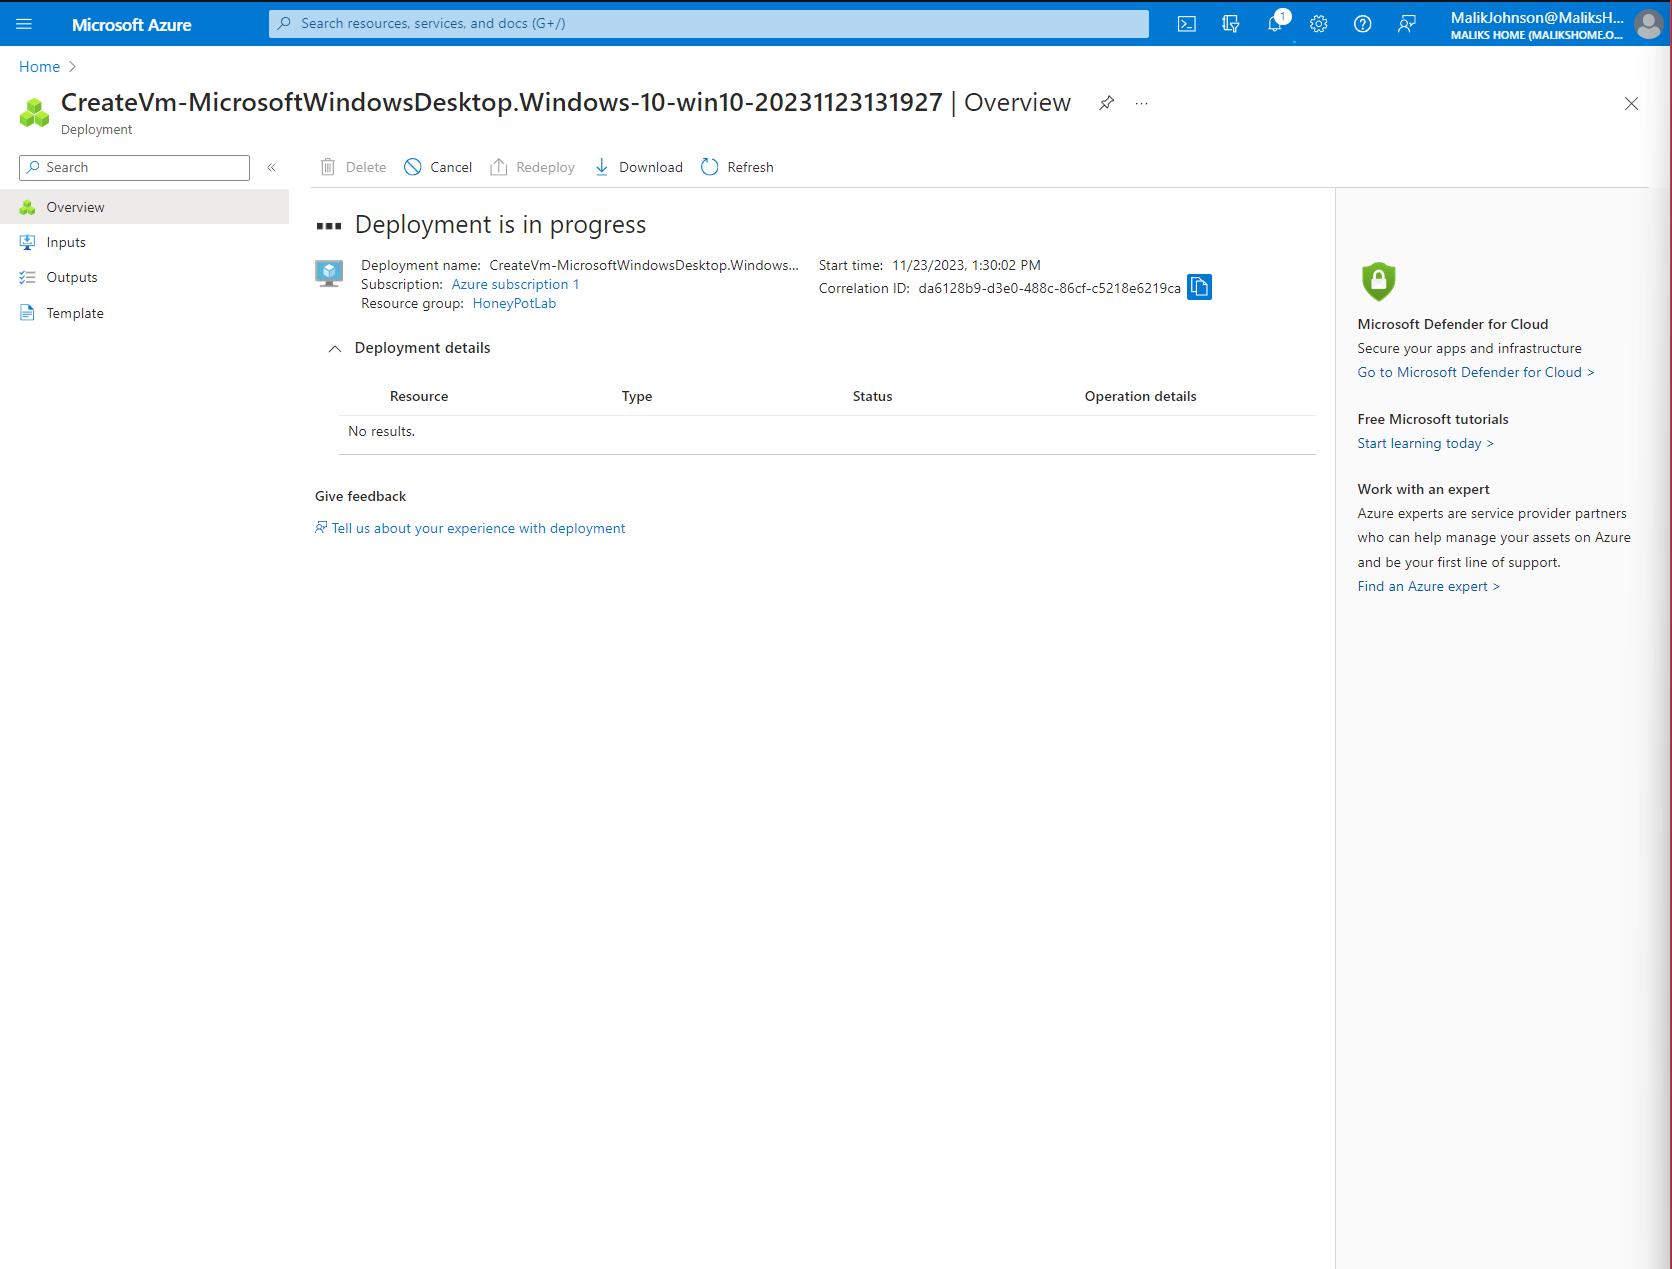 Microsoft Azure
Search resources, services, and docs (G+/)
1
MalikJohnson@MaliksH...
MALIKS HOME (MALIKSHOME.O...
Home
CreateVm-MicrosoftWindowsDesktop.Windows-10-win10-20231123131927 | Overview
Deployment
Search
Delete
Cancel
Redeploy
Download
Refresh
Overview
Inputs
Outputs
Template
Deployment is in progress
Deployment name: CreateVm-MicrosoftWindowsDesktop.Windows...
Subscription: Azure subscription 1
Resource group: HoneyPotLab
Start time: 11/23/2023, 1:30:02 PM
Correlation ID: da6128b9-d3e0-488c-86cf-c5218e6219ca
Deployment details
Resource Type Status Operation details
No results.
Give feedback
Tell us about your experience with deployment
Microsoft Defender for Cloud
Secure your apps and infrastructure
Go to Microsoft Defender for Cloud >
Free Microsoft tutorials
Start learning today >
Work with an expert
Azure experts are service provider partners
who can help manage your assets on Azure
and be your first line of support.
Find an Azure expert >